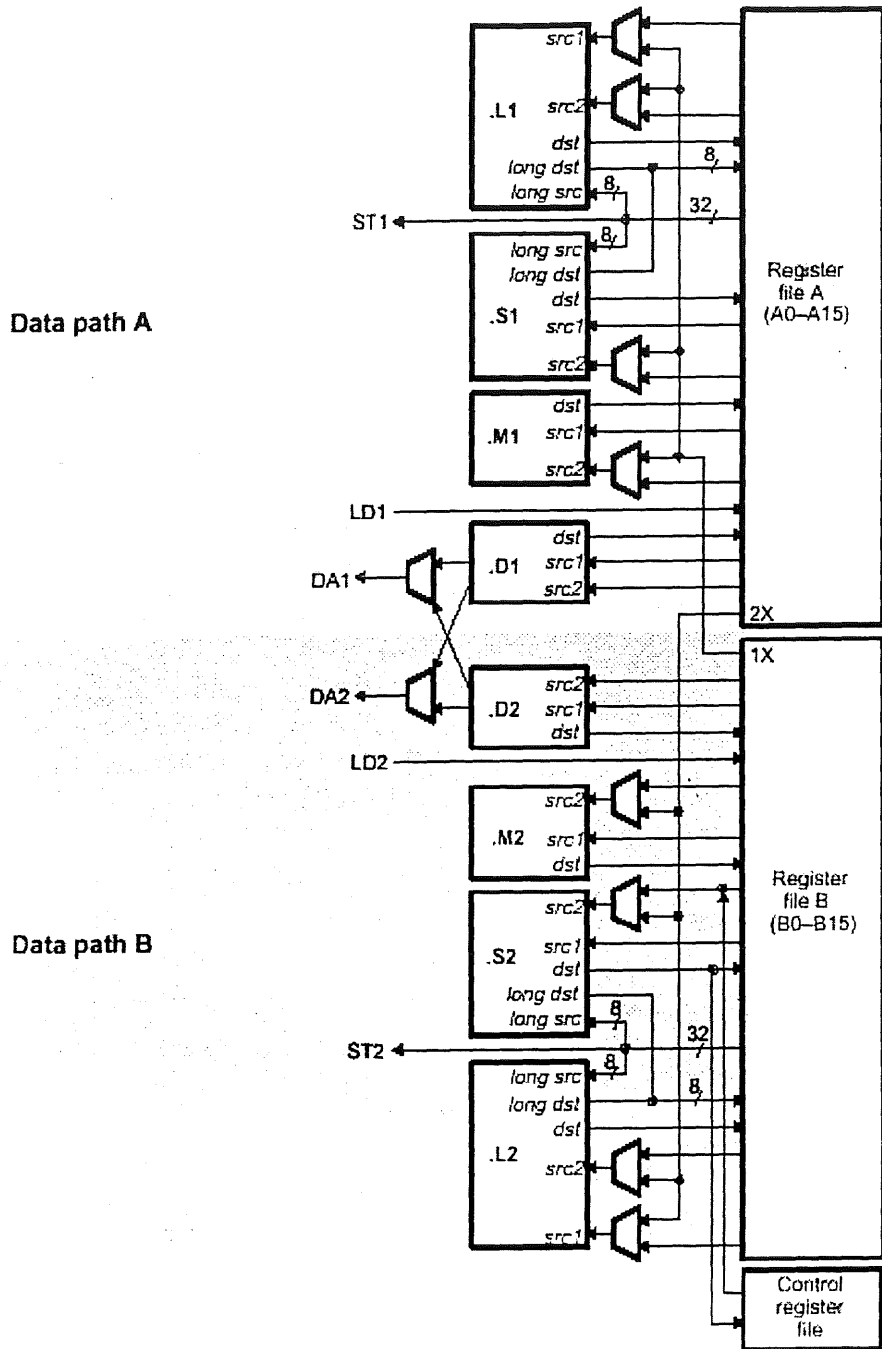 src1
.L1
src2
dst
long dst
8
8
long src
ST1
32
8
long src
long dst
Register
file A
(A0–A15)
dst
.S1
src1
Data path A
src2
dst
.M1
src1
src2
LD1
dst
.D1
src1
DA1
src2
2X
1X
src2
DA2
.D2
src1
dst
LD2
src2
.M2
src1
dst
Register
file B
(B0–B15)
src2
src1
Data path B
.S2
dst
long dst
8
long src
32
ST2
8
long src
long dst
8
dst
.L2
src2
src1
Control
register
file